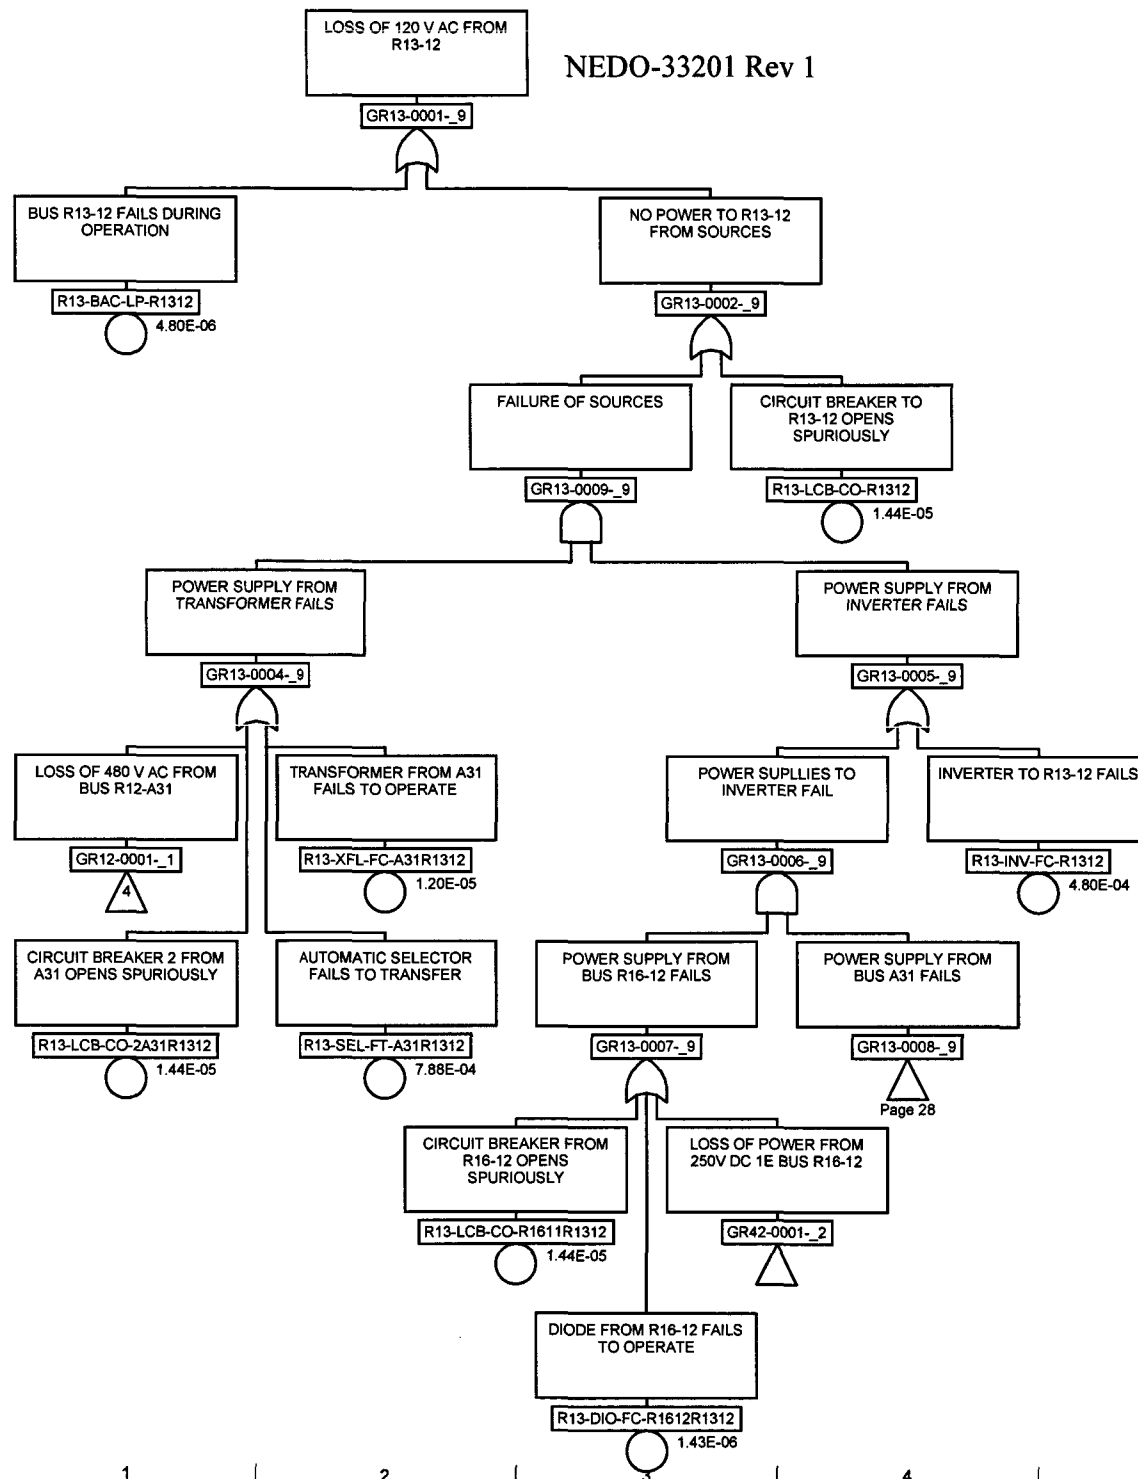 LOSS OF 120 V AC FROM
R13-12
NEDO-33201 Rev 1
GR13-0001-_9
BUS R13-12 FAILS DURING
OPERATION
R13-BAC-LP-R1312
4.80E-06
NO POWER TO R13-12
FROM SOURCES
GR13-0002-_9
FAILURE OF SOURCES
GR13-0009-_9
CIRCUIT BREAKER TO
R13-12 OPENS
SPURIOUSLY
R13-LCB-CO-R1312
1.44E-05
POWER SUPPLY FROM
TRANSFORMER FAILS
GR13-0004-_9
POWER SUPPLY FROM
INVERTER FAILS
GR13-0005-_9
LOSS OF 480 V AC FROM
BUS R12-A31
GR12-0001-_1
4
TRANSFORMER FROM A31
FAILS TO OPERATE
R13-XFL-FC-A31R1312
1.20E-05
POWER SUPLLIES TO
INVERTER FAIL
GR13-0006-_9
INVERTER TO R13-12 FAILS
R13-INV-FC-R1312
4.80E-04
CIRCUIT BREAKER 2 FROM
A31 OPENS SPURIOUSLY
R13-LCB-CO-2A31R1312
1.44E-05
AUTOMATIC SELECTOR
FAILS TO TRANSFER
R13-SEL-FT-A31R1312
7.88E-04
POWER SUPPLY FROM
BUS R16-12 FAILS
GR13-0007-_9
POWER SUPPLY FROM
BUS A31 FAILS
GR13-0008-_9
Page 28
CIRCUIT BREAKER FROM
R16-12 OPENS
SPURIOUSLY
R13-LCB-CO-R1611R1312
1.44E-05
LOSS OF POWER FROM
250V DC 1E BUS R16-12
GR42-0001-_2
DIODE FROM R16-12 FAILS
TO OPERATE
R13-DIO-FC-R1612R1312
1.43E-06
1 2 3 4